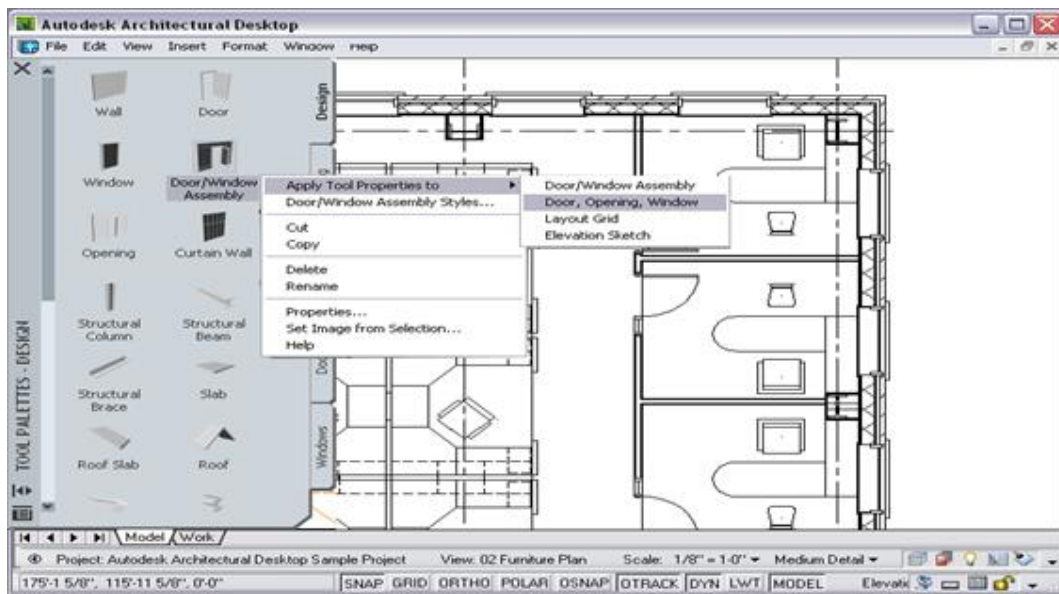 Autodesk Architectural Desktop
File Edit View Insert Format Window Help
Wall
Door
Design
Window
Door/Window
Assembly
Opening
Curtain Wall
Structural
Column
Structural
Beam
Structural
Brace
Slab
Roof Slab
Roof
Windows
TOOL PALETTES - DESIGN
Apply Tool Properties to
Door/Window Assembly Styles...
Cut
Copy
Delete
Rename
Properties...
Set Image from Selection...
Help
Door/Window Assembly
Door, Opening, Window
Layout Grid
Elevation Sketch
Model Work
Project: Autodesk Architectural Desktop Sample Project View: 02 Furniture Plan Scale: 1/8" = 1'-0" Medium Detail
175'-1 5/8", 115'-11 5/8", 0'-0" SNAP GRID ORTHO POLAR OSNAP OTRACK DYN LWT MODEL